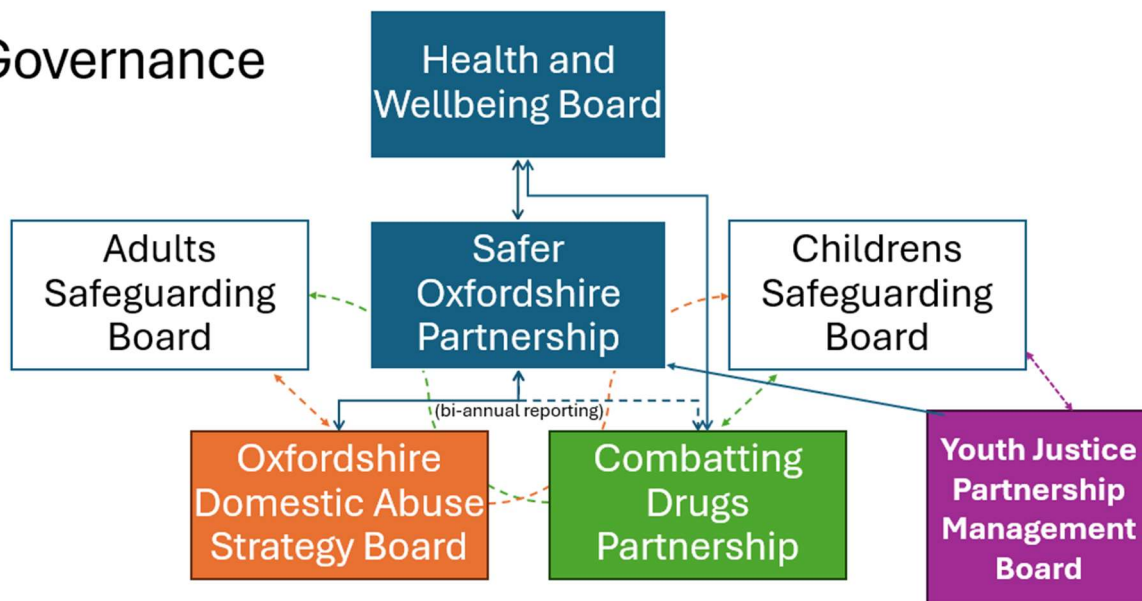 Governance
Health and
Wellbeing Board
Adults
Safeguarding
Board
Safer
Oxfordshire
Partnership
Childrens
Safeguarding
Board
(bi-annual reporting)
Oxfordshire
Domestic Abuse
Strategy Board
Combatting
Drugs
Partnership
Youth Justice
Partnership
Management
Board